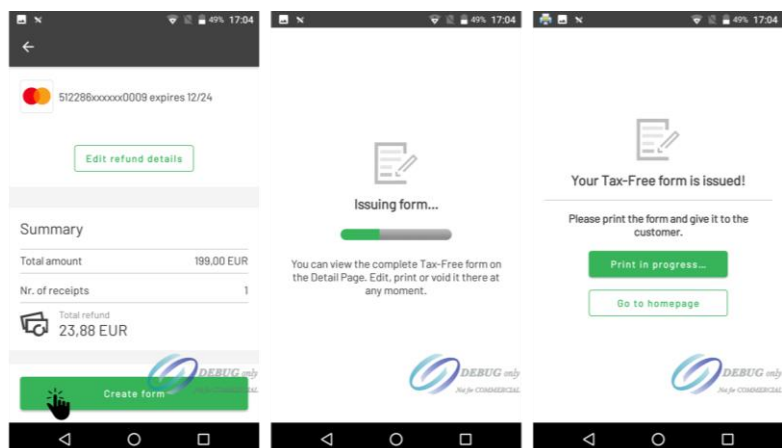 49% 17:04
512286xxxxxx0009 expires 12/24
Edit refund details
Summary
Total amount 199,00 EUR
Nr. of receipts 1
Total refund
23,88 EUR
DEBUG only
Not for COMMERCIAL
Create form
49% 17:04
Issuing form...
You can view the complete Tax-Free form on
the Detail Page. Edit, print or void it there at
any moment.
DEBUG only
Not for COMMERCIAL
49% 17:04
Your Tax-Free form is issued!
Please print the form and give it to the
customer.
Print in progress...
Go to homepage
DEBUG only
Not for COMMERCIAL